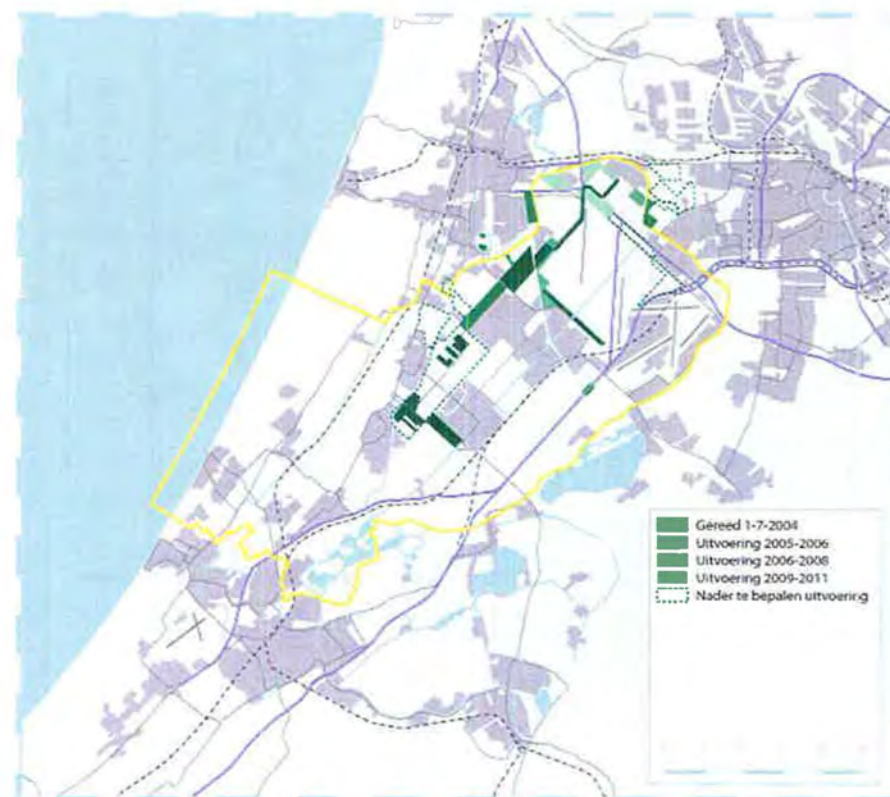 Gereed 1-7-2004
Uitvoering 2005-2006
Uitvoering 2006-2008
Uitvoering 2009-2011
Nader te bepalen uitvoering